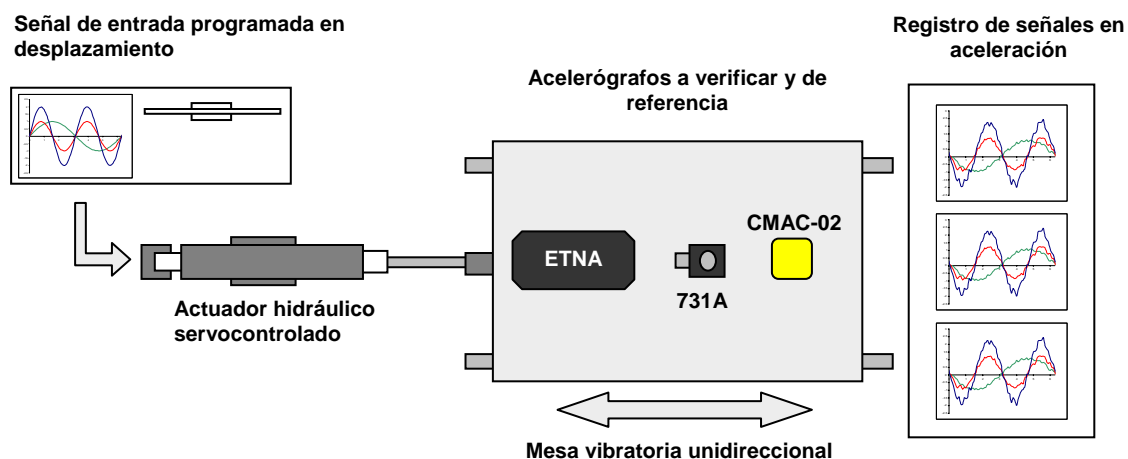 Señal de entrada programada en
desplazamiento
Registro de señales en
aceleración
Acelerógrafos a verificar y de
referencia
CMAC-02
ETNA
731A
Actuador hidráulico
servocontrolado
Mesa vibratoria unidireccional